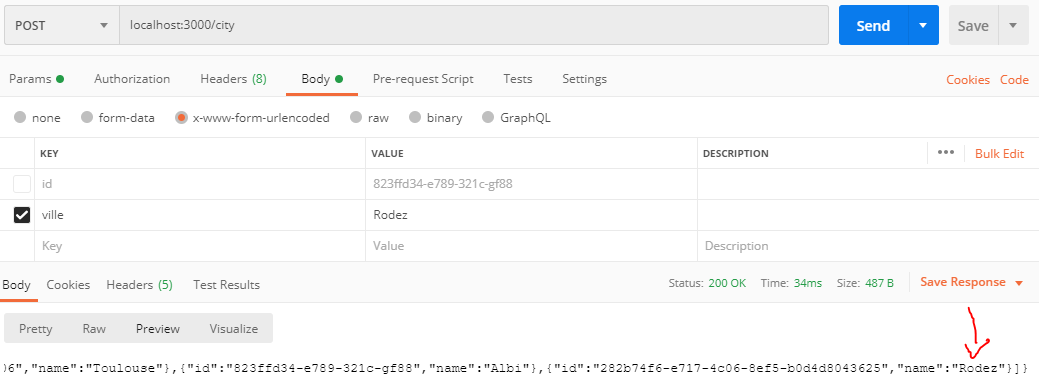 POST localhost:3000/city Send Save
Params Authorization Headers (8) Body Pre-request Script Tests Settings Cookies Code
none form-data x-www-form-urlencoded raw binary GraphQL
KEY VALUE DESCRIPTION ••• Bulk Edit
id 823ffd34-e789-321c-gf88
ville Rodez
Key Value Description
Body Cookies Headers (5) Test Results Status: 200 OK Time: 34ms Size: 487 B Save Response
Pretty Raw Preview Visualize
6","name":"Toulouse"},{"id":"823ffd34-e789-321c-gf88","name":"Albi"},{"id":"282b74f6-e717-4c06-8ef5-b0d4d8043625","name":"Rodez"}]}